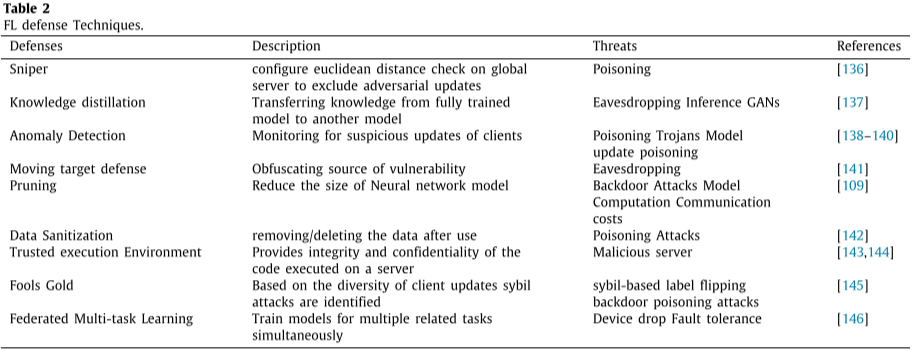 Table 2
FL defense Techniques.
Defenses Description Threats References
Sniper configure euclidean distance check on global Poisoning [136]
server to exclude adversarial updates
Knowledge distillation Transferring knowledge from fully trained Eavesdropping Inference GANs [137]
model to another model
Anomaly Detection Monitoring for suspicious updates of clients Poisoning Trojans Model [138–140]
update poisoning
Moving target defense Obfuscating source of vulnerability Eavesdropping [141]
Pruning Reduce the size of Neural network model Backdoor Attacks Model [109]
Computation Communication
costs
Data Sanitization removing/deleting the data after use Poisoning Attacks [142]
Trusted execution Environment Provides integrity and confidentiality of the Malicious server [143,144]
code executed on a server
Fools Gold Based on the diversity of client updates sybil sybil-based label flipping [145]
attacks are identified backdoor poisoning attacks
Federated Multi-task Learning Train models for multiple related tasks Device drop Fault tolerance [146]
simultaneously